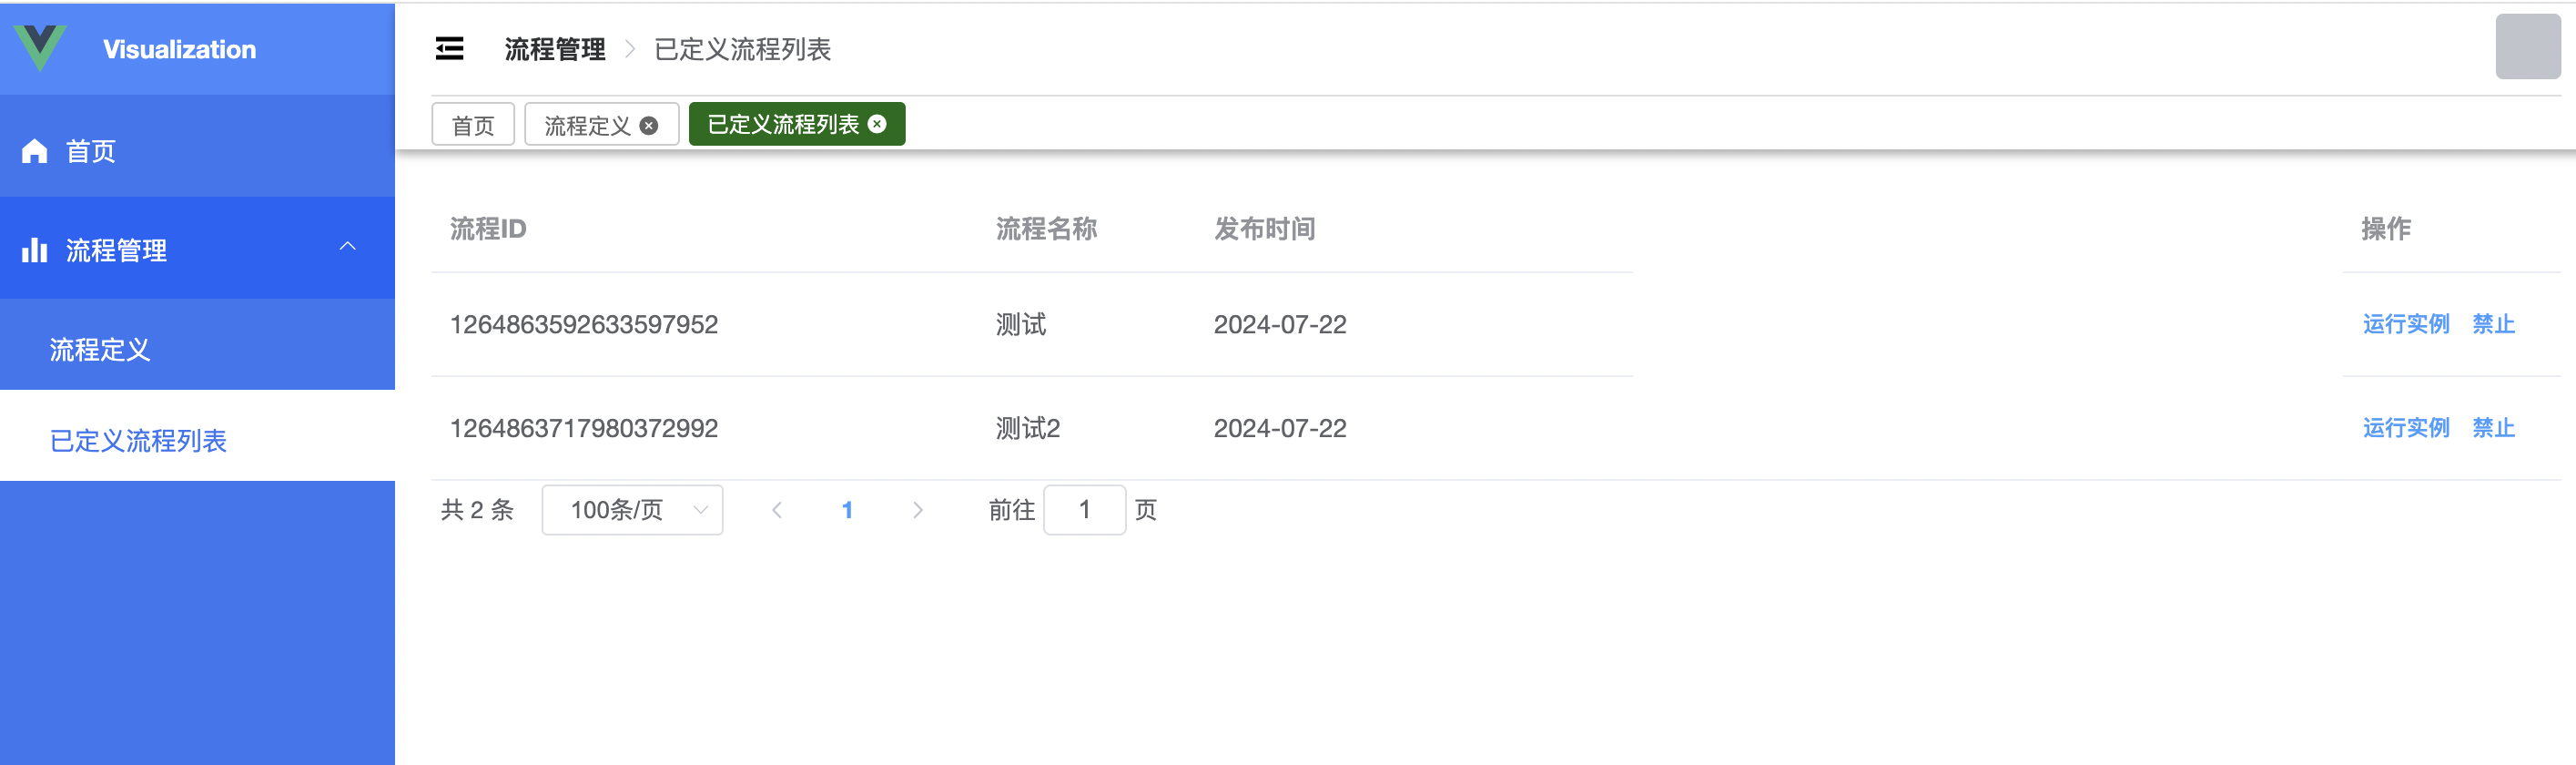 Visualization
首页
流程管理
流程定义
已定义流程列表
流程管理 已定义流程列表
首页 流程定义 已定义流程列表
流程ID 流程名称 发布时间 操作
1264863592633597952 测试 2024-07-22 运行实例 禁止
1264863717980372992 测试2 2024-07-22 运行实例 禁止
共 2 条 100条/页 1 前往 1 页